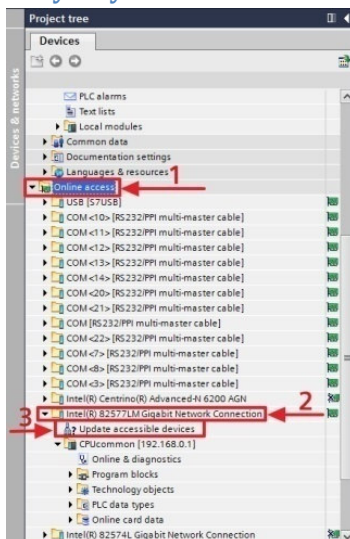 Project tree
Devices
Devices & networks
PLC alarms
Text lists
Local modules
Common data
Documentation settings
Languages & resources
1
Online access
USB [S7USB]
COM <10> [RS232/PPI multi-master cable]
COM <11> [RS232/PPI multi-master cable]
COM <12> [RS232/PPI multi-master cable]
COM <13> [RS232/PPI multi-master cable]
COM <14> [RS232/PPI multi-master cable]
COM <20> [RS232/PPI multi-master cable]
COM <21> [RS232/PPI multi-master cable]
COM [RS232/PPI multi-master cable]
COM <22> [RS232/PPI multi-master cable]
COM <7> [RS232/PPI multi-master cable]
COM <8> [RS232/PPI multi-master cable]
COM <3> [RS232/PPI multi-master cable]
Intel(R) Centrino(R) Advanced-N 6200 AGN
2
Intel(R) 82577LM Gigabit Network Connection
3
Update accessible devices
CPUcommon [192.168.0.1]
Online & diagnostics
Program blocks
Technology objects
PLC data types
Online card data
Intel(R) 82574L Gigabit Network Connection